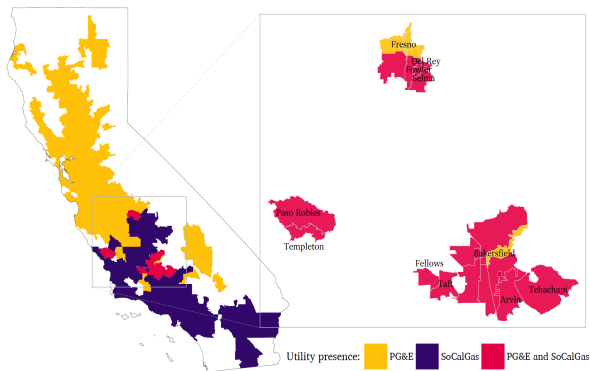 Fresno
Del Rey
Fowler
Selma
Paso Robles
Templeton
Bakersfield
Fellows
Taft
Tehachapi
Arvin
Utility presence: PG&E SoCalGas PG&E and SoCalGas